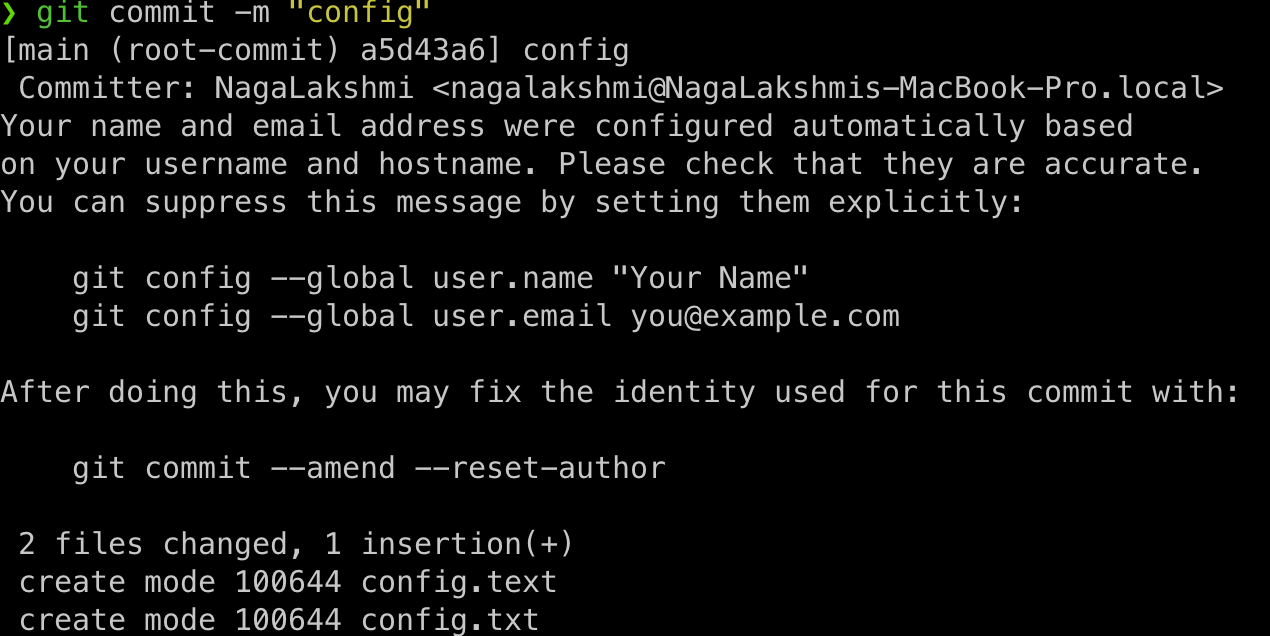 ❯ git commit -m "config"
[main (root-commit) a5d43a6] config
 Committer: NagaLakshmi <nagalakshmi@NagaLakshmis-MacBook-Pro.local>
Your name and email address were configured automatically based
on your username and hostname. Please check that they are accurate.
You can suppress this message by setting them explicitly:

    git config --global user.name "Your Name"
    git config --global user.email you@example.com

After doing this, you may fix the identity used for this commit with:

    git commit --amend --reset-author

 2 files changed, 1 insertion(+)
 create mode 100644 config.text
 create mode 100644 config.txt